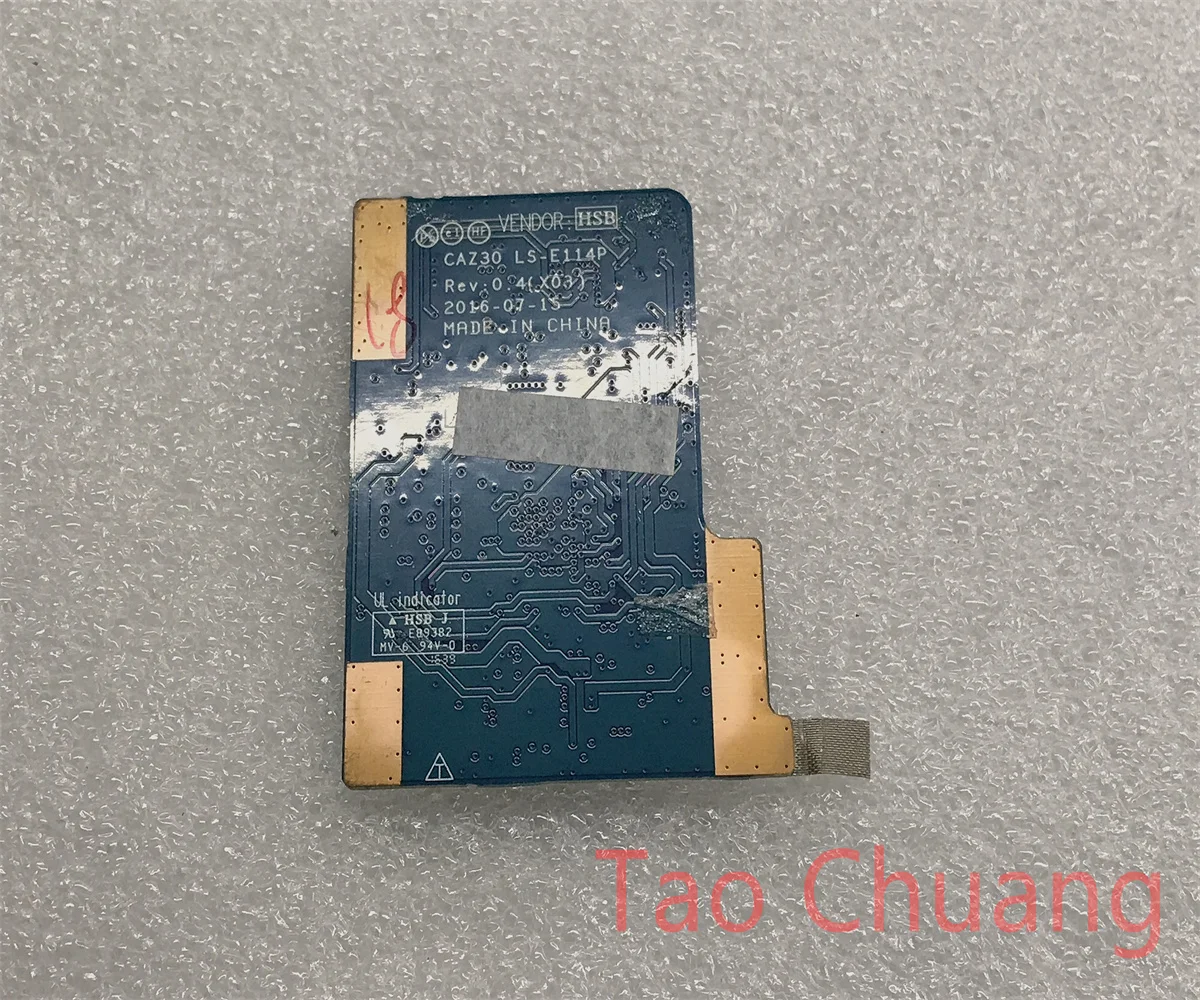 VENDOR: HSB
CAZ30 LS-E114P
Rev:0.4(X03)
2016-07-15
MADE IN CHINA
UL indicator
HSB J
E89382
MV-6 94V-0
Tao Chuang